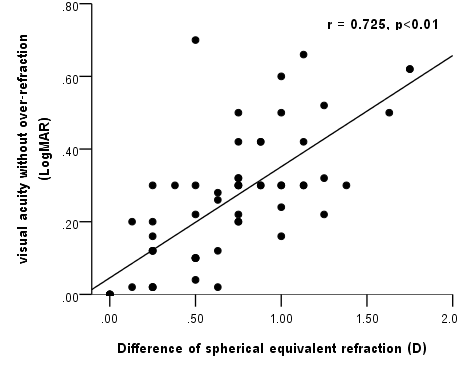 .80
r = 0.725, p<0.01
.60
visual acuity without over-refraction
(LogMAR)
.40
.20
.00
.00 .50 1.00 1.50 2.0
Difference of spherical equivalent refraction (D)